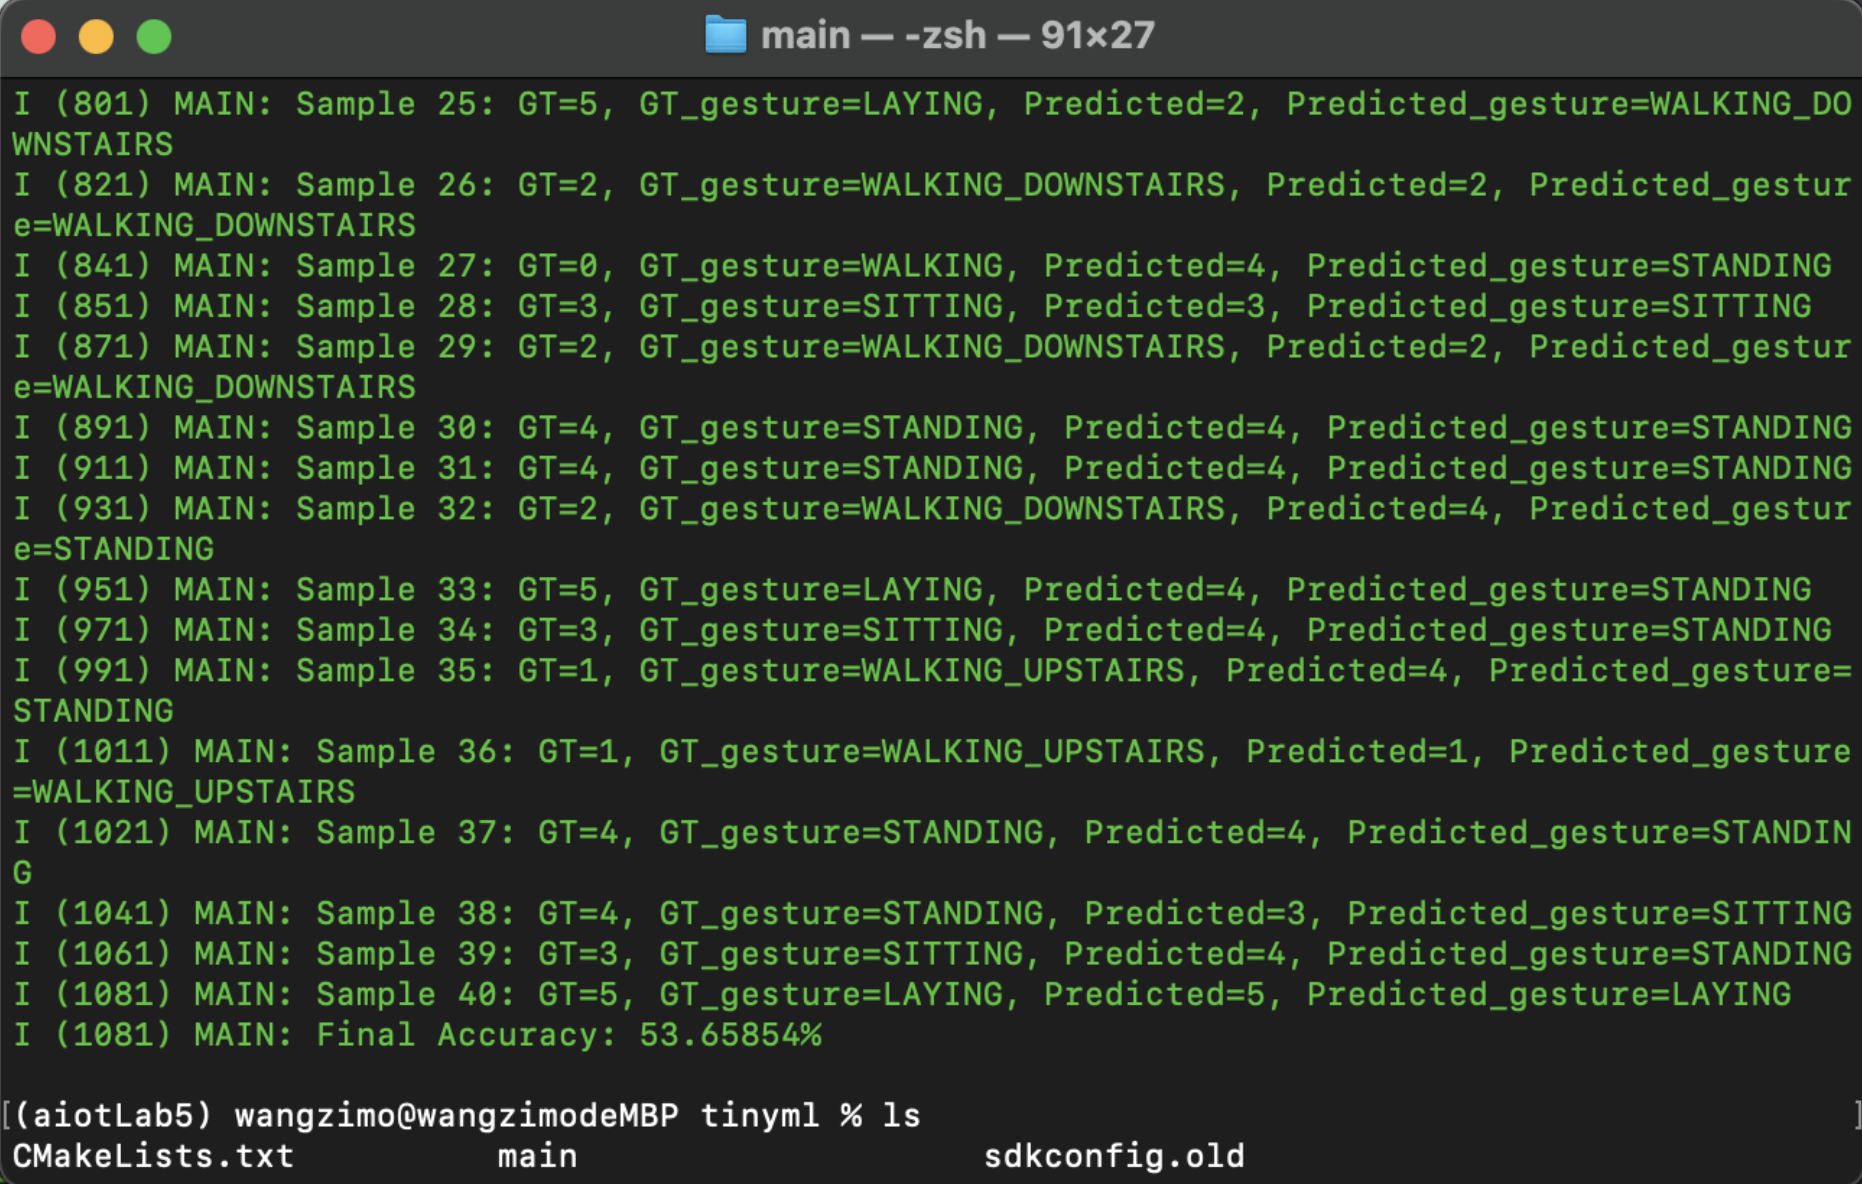 main — -zsh — 91×27
I (801) MAIN: Sample 25: GT=5, GT_gesture=LAYING, Predicted=2, Predicted_gesture=WALKING_DO
WNSTAIRS
I (821) MAIN: Sample 26: GT=2, GT_gesture=WALKING_DOWNSTAIRS, Predicted=2, Predicted_gestur
e=WALKING_DOWNSTAIRS
I (841) MAIN: Sample 27: GT=0, GT_gesture=WALKING, Predicted=4, Predicted_gesture=STANDING
I (851) MAIN: Sample 28: GT=3, GT_gesture=SITTING, Predicted=3, Predicted_gesture=SITTING
I (871) MAIN: Sample 29: GT=2, GT_gesture=WALKING_DOWNSTAIRS, Predicted=2, Predicted_gestur
e=WALKING_DOWNSTAIRS
I (891) MAIN: Sample 30: GT=4, GT_gesture=STANDING, Predicted=4, Predicted_gesture=STANDING
I (911) MAIN: Sample 31: GT=4, GT_gesture=STANDING, Predicted=4, Predicted_gesture=STANDING
I (931) MAIN: Sample 32: GT=2, GT_gesture=WALKING_DOWNSTAIRS, Predicted=4, Predicted_gestur
e=STANDING
I (951) MAIN: Sample 33: GT=5, GT_gesture=LAYING, Predicted=4, Predicted_gesture=STANDING
I (971) MAIN: Sample 34: GT=3, GT_gesture=SITTING, Predicted=4, Predicted_gesture=STANDING
I (991) MAIN: Sample 35: GT=1, GT_gesture=WALKING_UPSTAIRS, Predicted=4, Predicted_gesture=
STANDING
I (1011) MAIN: Sample 36: GT=1, GT_gesture=WALKING_UPSTAIRS, Predicted=1, Predicted_gesture
=WALKING_UPSTAIRS
I (1021) MAIN: Sample 37: GT=4, GT_gesture=STANDING, Predicted=4, Predicted_gesture=STANDIN
G
I (1041) MAIN: Sample 38: GT=4, GT_gesture=STANDING, Predicted=3, Predicted_gesture=SITTING
I (1061) MAIN: Sample 39: GT=3, GT_gesture=SITTING, Predicted=4, Predicted_gesture=STANDING
I (1081) MAIN: Sample 40: GT=5, GT_gesture=LAYING, Predicted=5, Predicted_gesture=LAYING
I (1081) MAIN: Final Accuracy: 53.65854%
[(aiotLab5) wangzimo@wangzimodeMBP tinyml % ls ]
CMakeLists.txt main sdkconfig.old